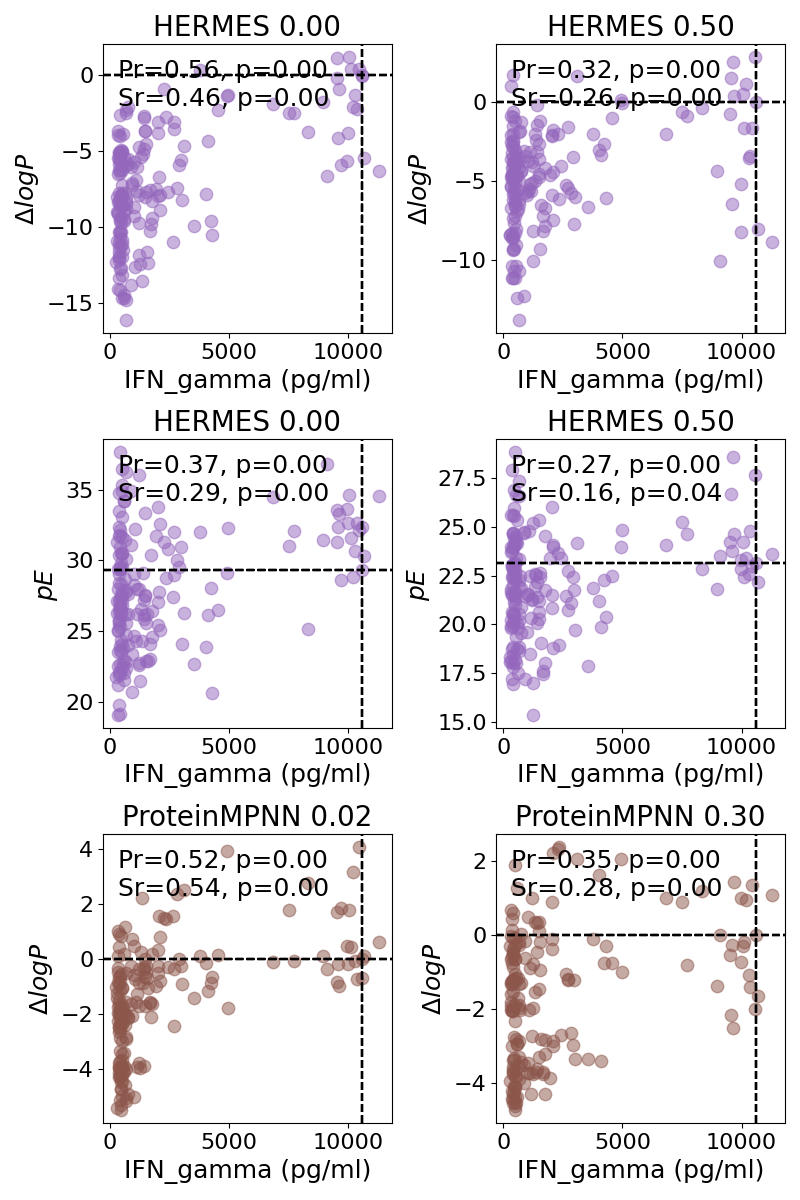 HERMES 0.00
HERMES 0.50
Pr=0.56, p=0.00
Sr=0.46, p=0.00
Pr=0.32, p=0.00
Sr=0.26, p=0.00
0
−5
−10
−15
ΔlogP
0
−5
−10
ΔlogP
0 5000 10000
0 5000 10000
IFN_gamma (pg/ml)
IFN_gamma (pg/ml)
HERMES 0.00
HERMES 0.50
Pr=0.37, p=0.00
Sr=0.29, p=0.00
Pr=0.27, p=0.00
Sr=0.16, p=0.04
35
30
25
20
pE
27.5
25.0
22.5
20.0
17.5
15.0
pE
0 5000 10000
0 5000 10000
IFN_gamma (pg/ml)
IFN_gamma (pg/ml)
ProteinMPNN 0.02
ProteinMPNN 0.30
Pr=0.52, p=0.00
Sr=0.54, p=0.00
Pr=0.35, p=0.00
Sr=0.28, p=0.00
4
2
0
−2
−4
ΔlogP
2
0
−2
−4
ΔlogP
0 5000 10000
0 5000 10000
IFN_gamma (pg/ml)
IFN_gamma (pg/ml)